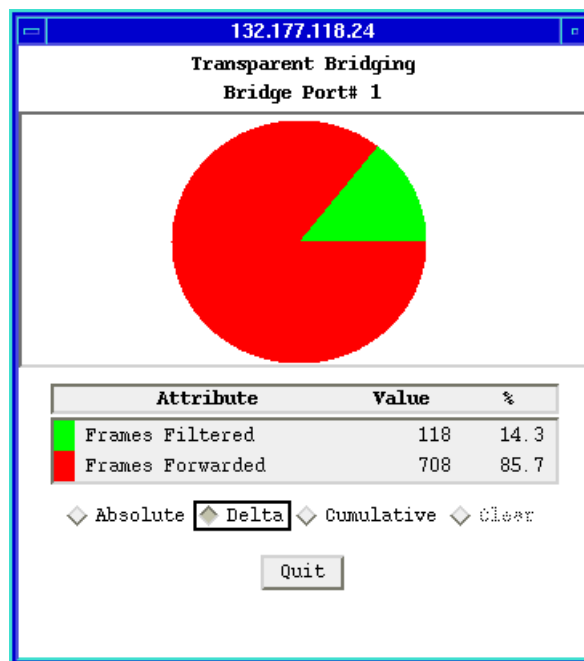 132.177.118.24
Transparent Bridging
Bridge Port# 1
Attribute Value %
Frames Filtered 118 14.3
Frames Forwarded 708 85.7
Absolute Delta Cumulative Clear
Quit